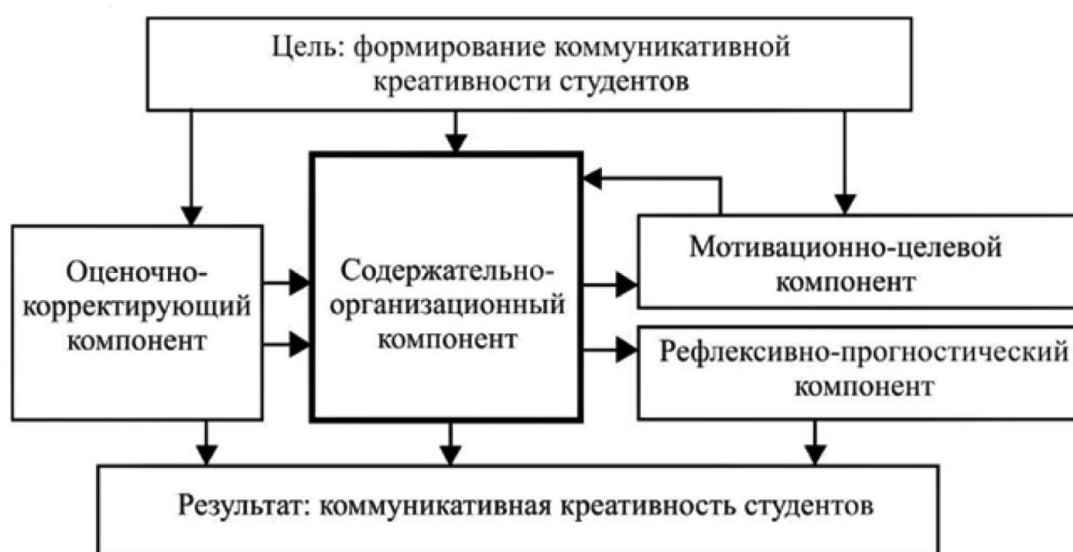 Цель: формирование коммуникативной
креативности студентов
Оценочно-
корректирующий
компонент
Содержательно-
организационный
компонент
Мотивационно-целевой
компонент
Рефлексивно-прогностический
компонент
Результат: коммуникативная креативность студентов